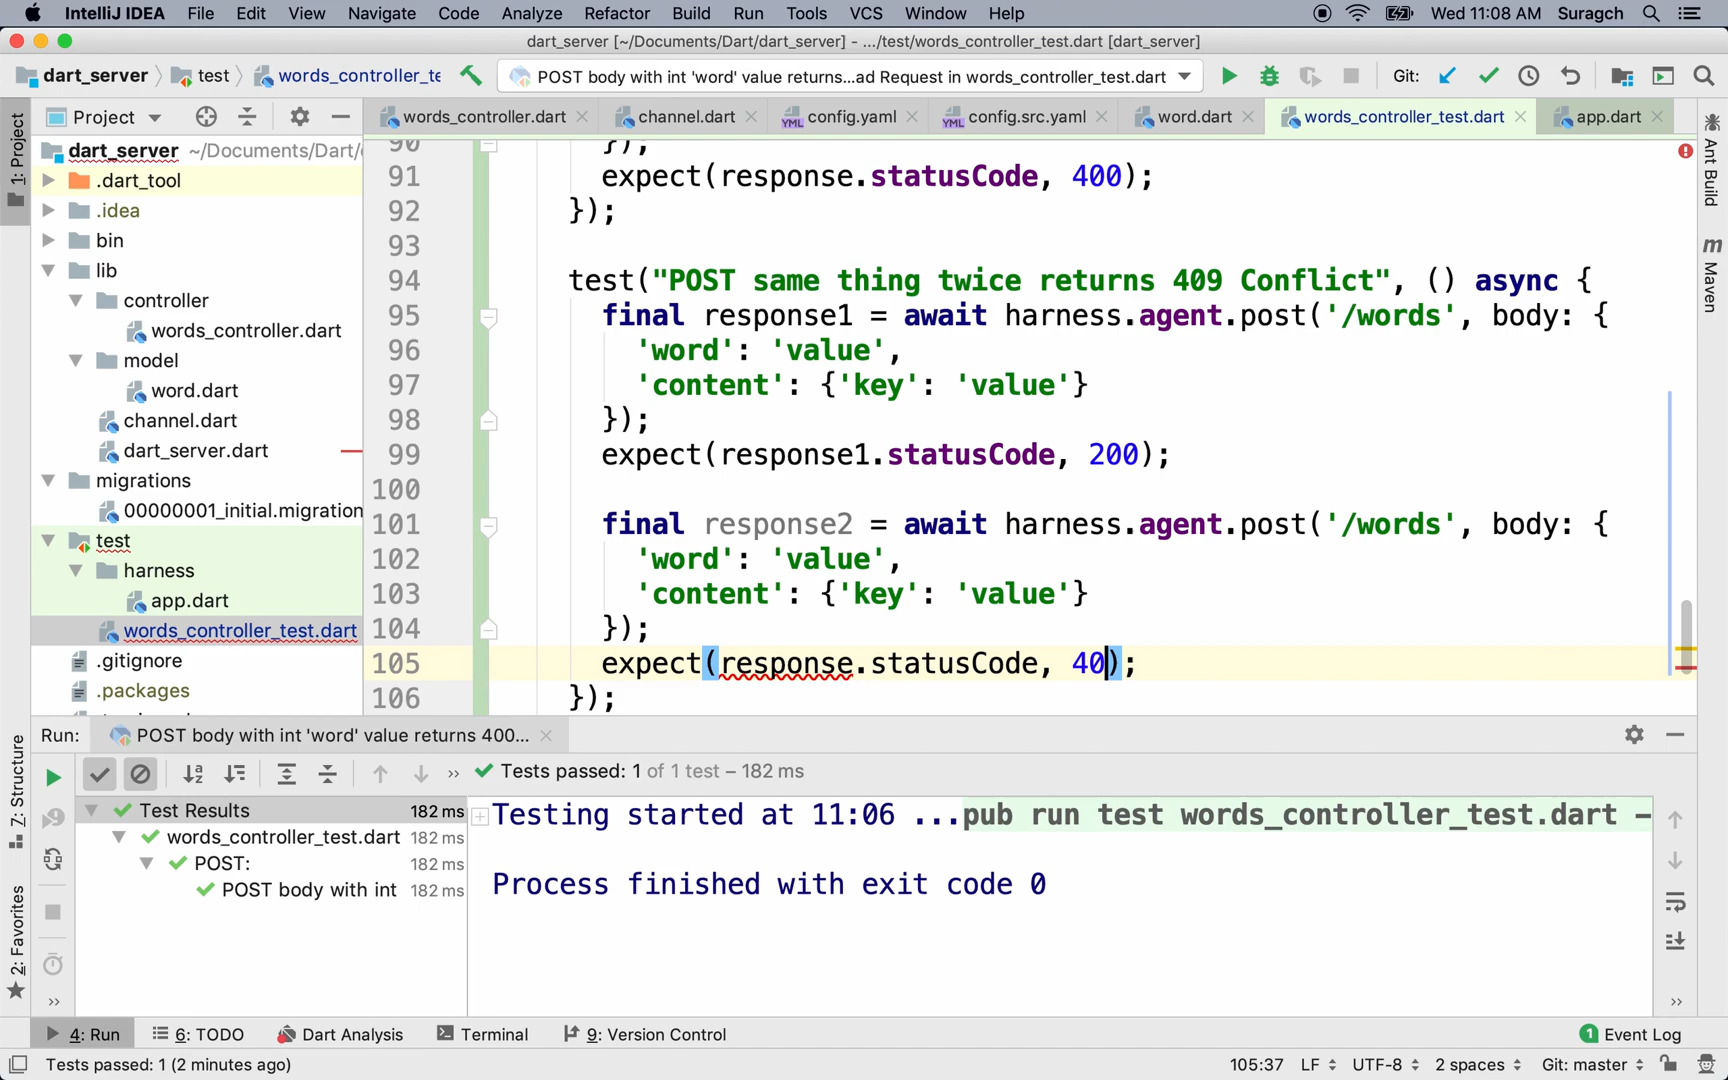 IntelliJ IDEA File Edit View Navigate Code Analyze Refactor Build Run Tools VCS Window Help Wed 11:08 AM Suragch
dart_server [~/Documents/Dart/dart_server] - .../test/words_controller_test.dart [dart_server]
dart_server test words_controller_te POST body with int 'word' value returns...ad Request in words_controller_test.dart Git:
Project words_controller.dart channel.dart config.yaml config.src.yaml word.dart words_controller_test.dart app.dart
1: Project
Ant Build
Maven
dart_server ~/Documents/Dart/
.dart_tool
.idea
bin
lib
controller
words_controller.dart
model
word.dart
channel.dart
dart_server.dart
migrations
00000001_initial.migration
test
harness
app.dart
words_controller_test.dart
.gitignore
.packages
90 });
91 expect(response.statusCode, 400);
92 });
93
94 test("POST same thing twice returns 409 Conflict", () async {
95 final response1 = await harness.agent.post('/words', body: {
96 'word': 'value',
97 'content': {'key': 'value'}
98 });
99 expect(response1.statusCode, 200);
100
101 final response2 = await harness.agent.post('/words', body: {
102 'word': 'value',
103 'content': {'key': 'value'}
104 });
105 expect(response.statusCode, 40);
106 });
Run: POST body with int 'word' value returns 400...
Z: Structure
2: Favorites
Tests passed: 1 of 1 test – 182 ms
Test Results 182 ms
words_controller_test.dart 182 ms
POST: 182 ms
POST body with int 182 ms
Testing started at 11:06 ...pub run test words_controller_test.dart –
Process finished with exit code 0
4: Run 6: TODO Dart Analysis Terminal 9: Version Control 1 Event Log
Tests passed: 1 (2 minutes ago) 105:37 LF UTF-8 2 spaces Git: master